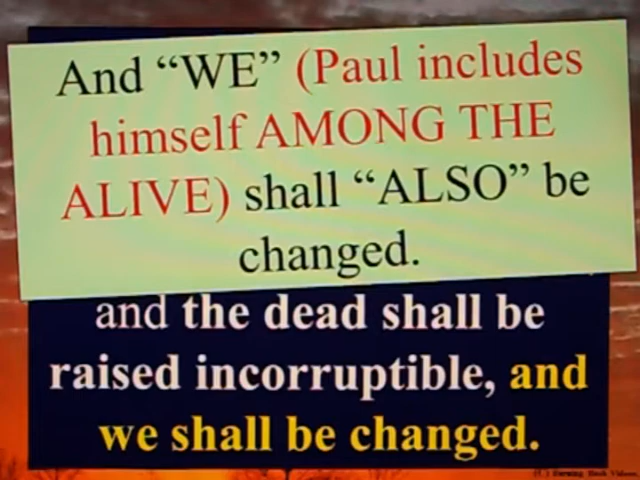 And “WE” (Paul includes
himself AMONG THE
ALIVE) shall “ALSO” be
changed.
and the dead shall be
raised incorruptible, and
we shall be changed.